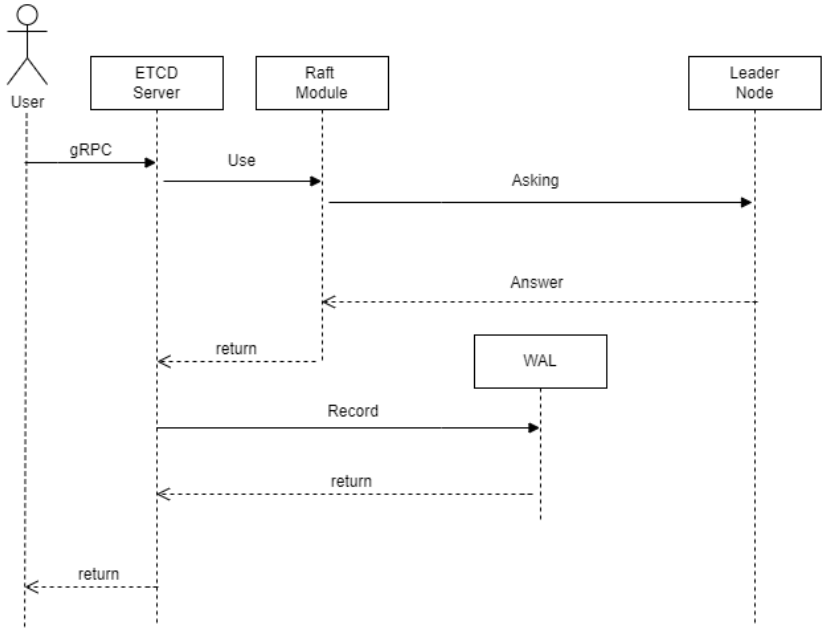 User
ETCD
Server
Raft
Module
Leader
Node
gRPC
Use
Asking
Answer
return
WAL
Record
return
return